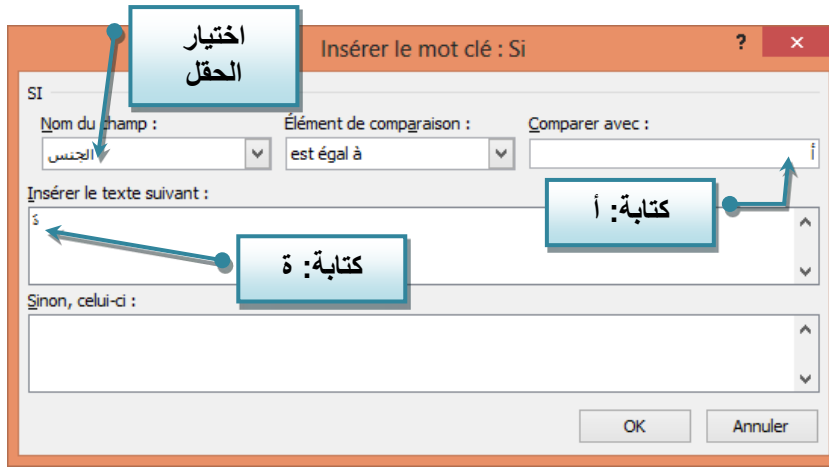 اختيار
الحقل
Insérer le mot clé : Si
?
×
SI
Nom du champ :
Élément de comparaison :
Comparer avec :
الجنس
est égal à
أ
Insérer le texte suivant :
كتابة: أ
ة
كتابة: ة
Sinon, celui-ci :
OK
Annuler